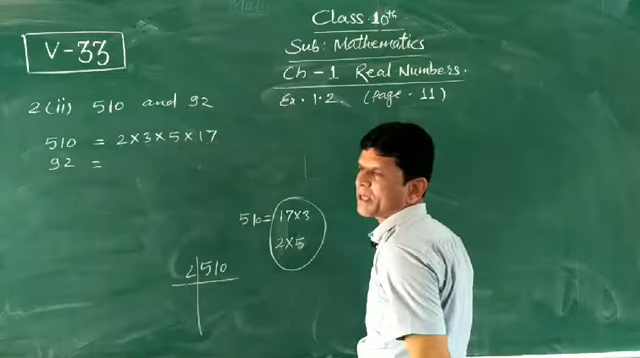 Class 10th
V-33
Sub: Mathematics
Ch-1 Real Numbers.
Ex. 1.2. (Page. 11)
2(ii) 510 and 92
510 = 2×3×5×17
92 =
510= 17×3
2×5
2 510